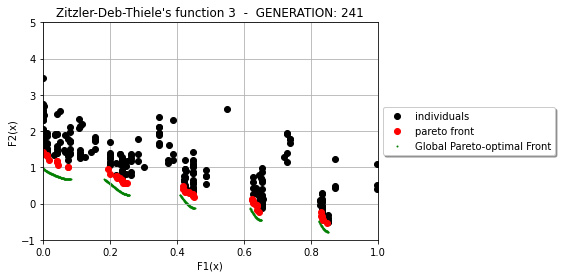 Zitzler-Deb-Thiele's function 3 - GENERATION: 241
5
4
3
2
1
0
−1
F2(x)
0.0 0.2 0.4 0.6 0.8 1.0
F1(x)
individuals
pareto front
Global Pareto-optimal Front